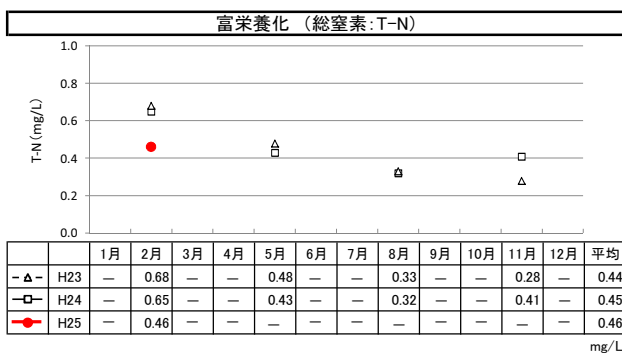 富栄養化 （総窒素：T-N）
T-N（mg/L）
1.0
0.8
0.6
0.4
0.2
0.0
1月 2月 3月 4月 5月 6月 7月 8月 9月 10月 11月 12月 平均
H23 — 0.68 — — 0.48 — — 0.33 — — 0.28 — 0.44
H24 — 0.65 — — 0.43 — — 0.32 — — 0.41 — 0.45
H25 — 0.46 — — — — — — — — — — 0.46
mg/L